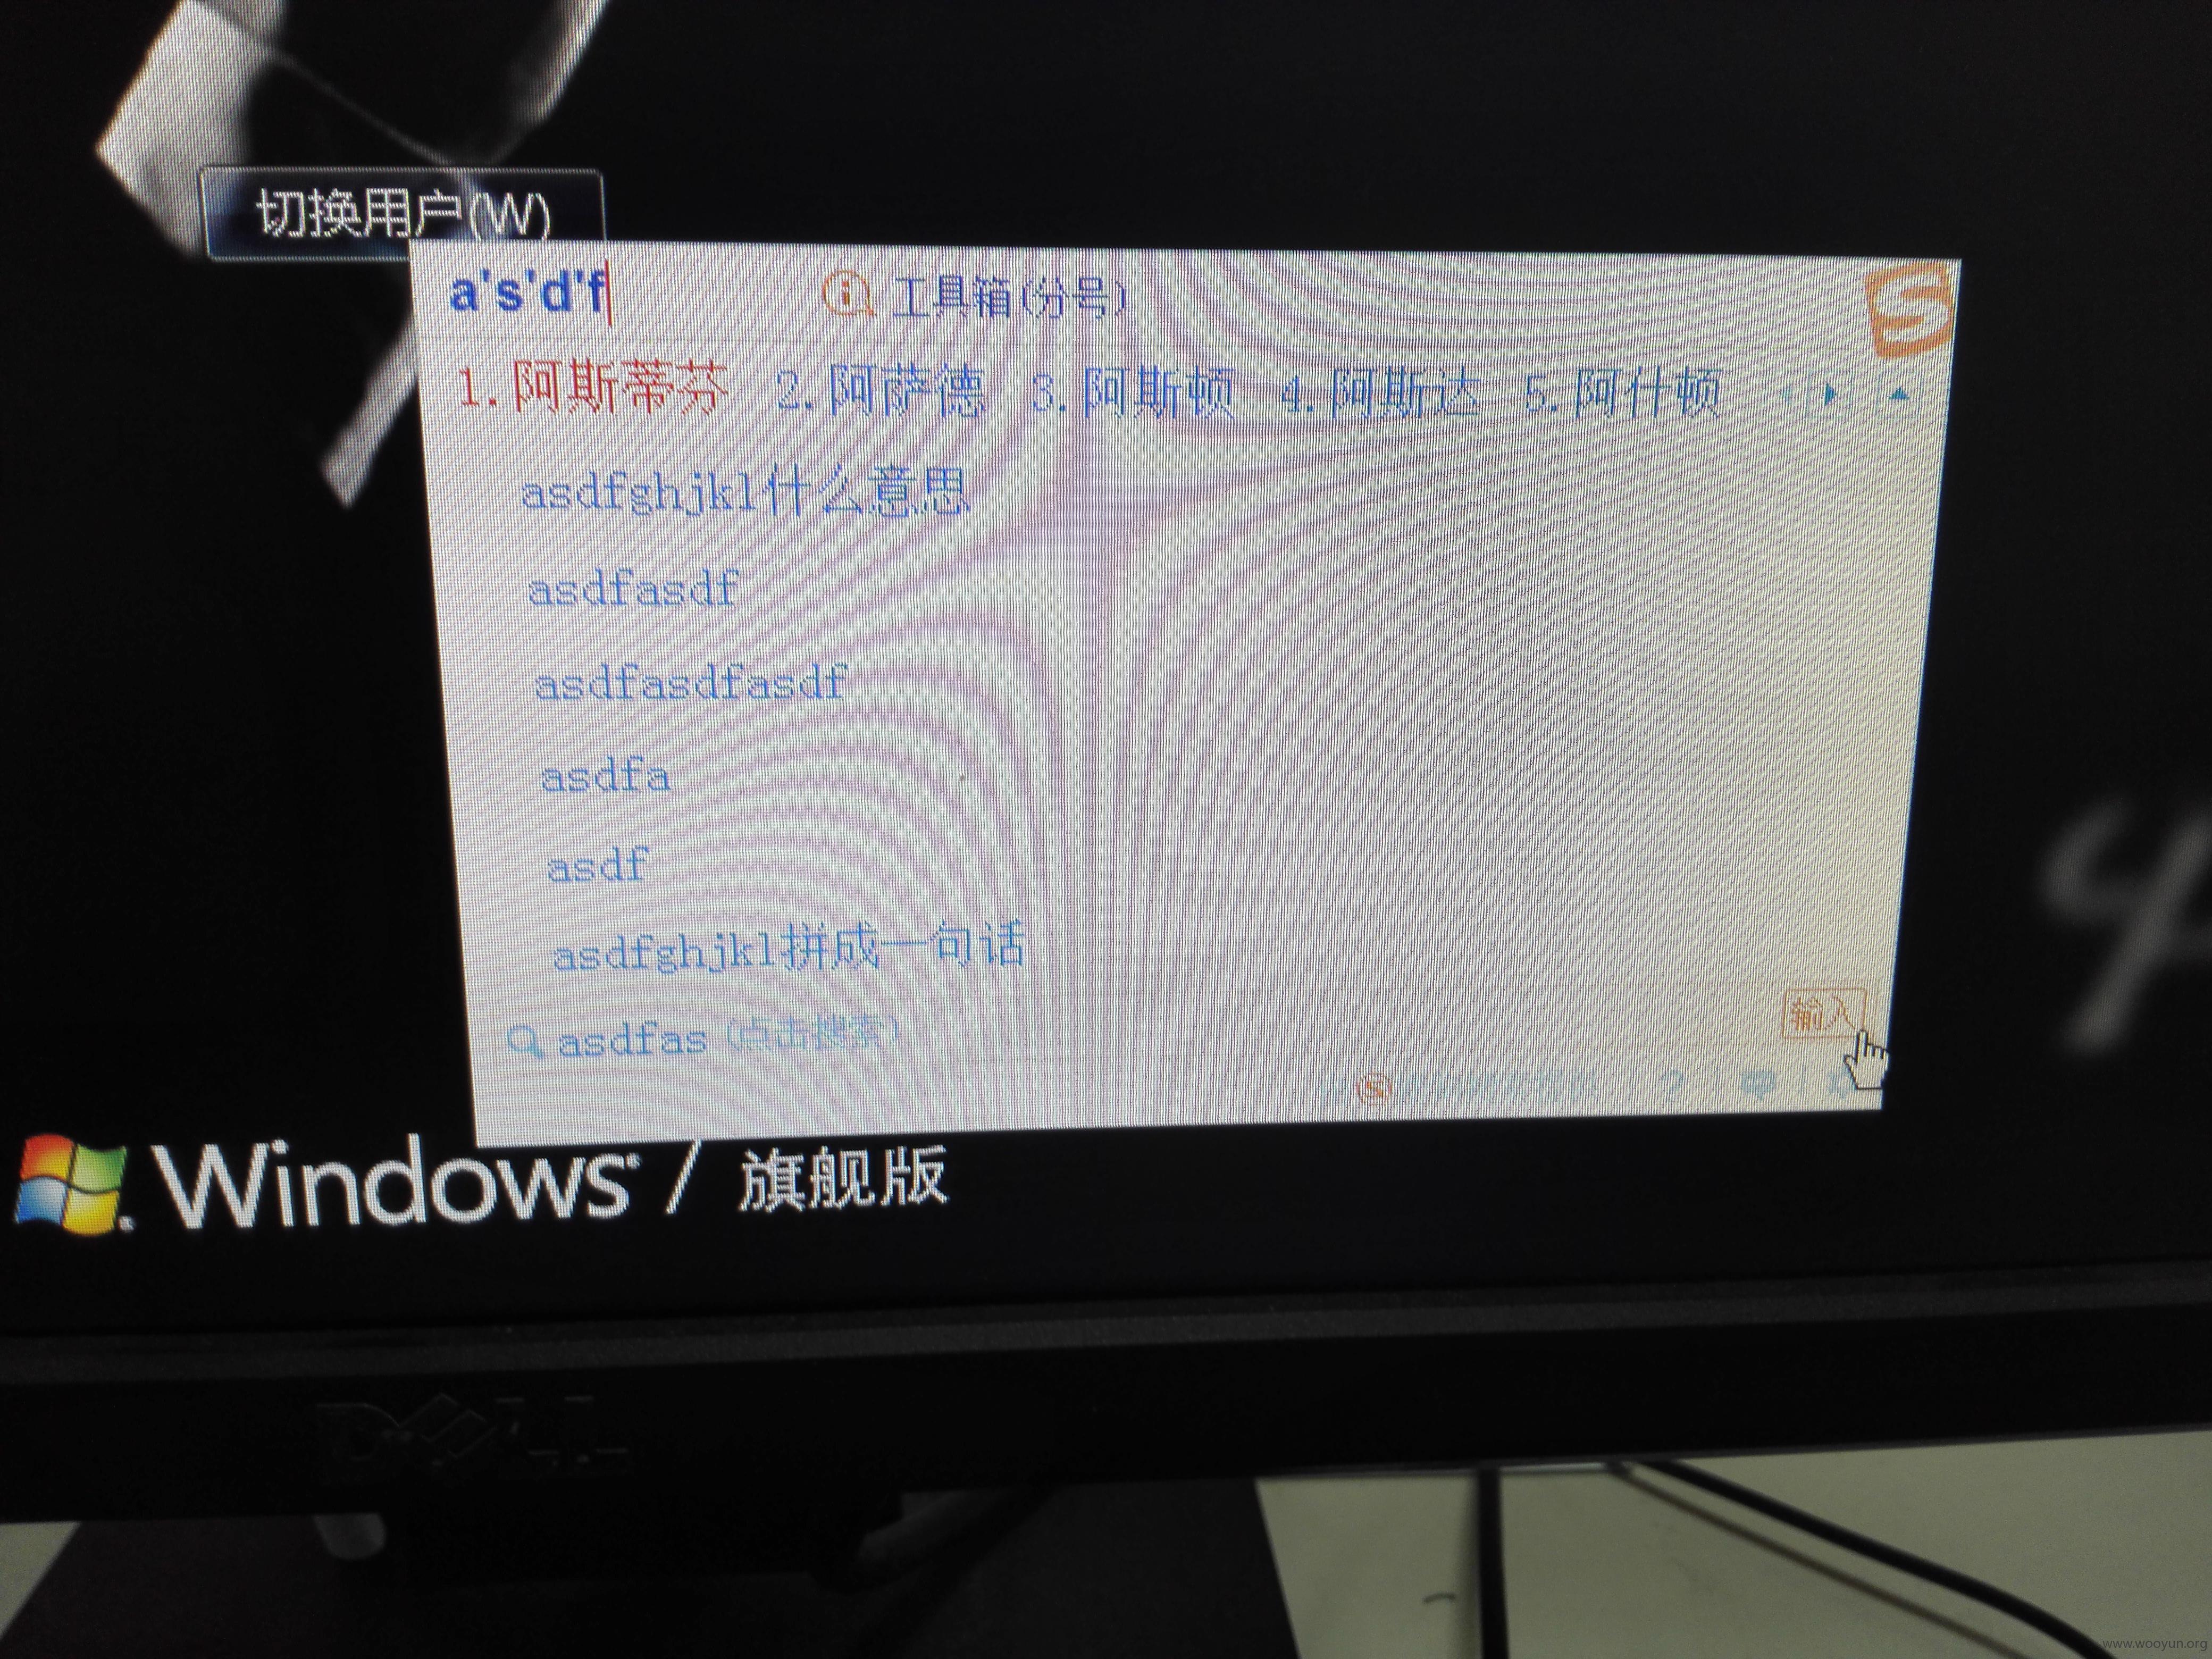 切换用户(W)
a's'd'f 工具箱(分号)
1.阿斯蒂芬 2.阿萨德 3.阿斯顿 4.阿斯达 5.阿什顿
asdfghjkl什么意思
asdfasdf
asdfasdfasdf
asdfa
asdf
asdfghjkl拼成一句话
输入
asdfas (点击搜索)
Windows 7 旗舰版
DELL
www.wooyun.org